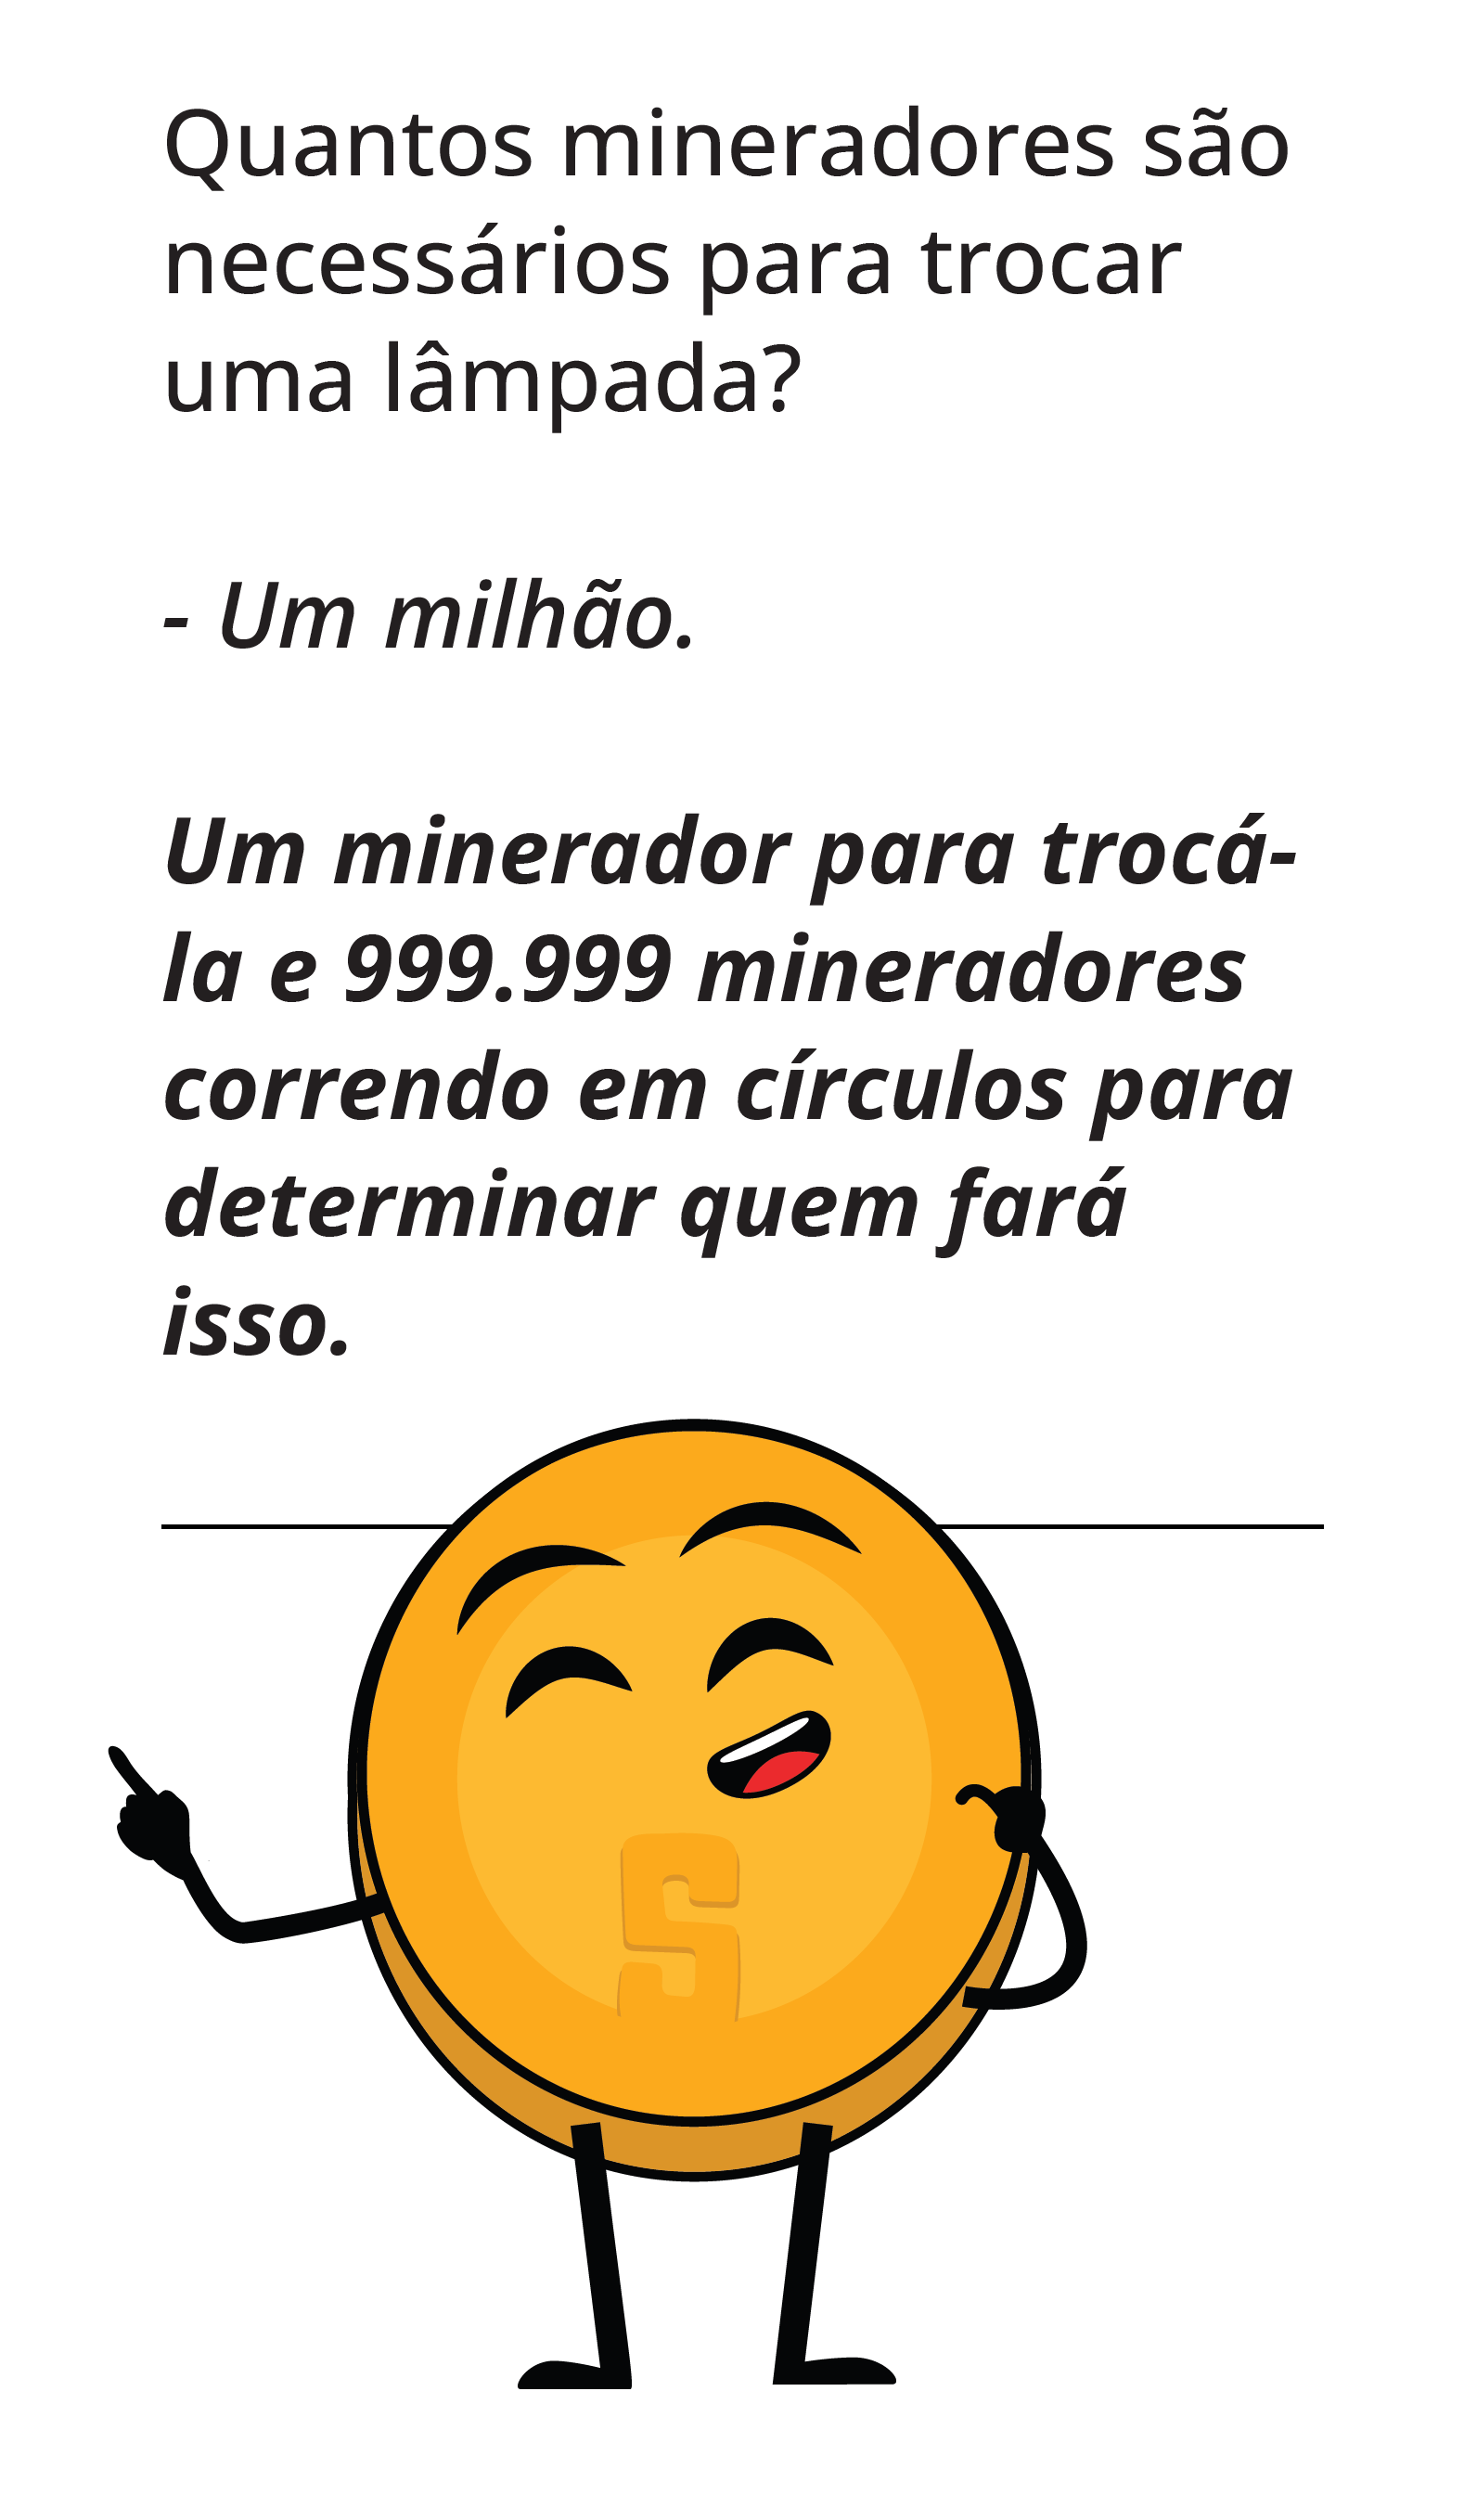 Quantos mineradores são
necessários para trocar
uma lâmpada?
- Um milhão.
Um minerador para trocá-
la e 999.999 mineradores
correndo em círculos para
determinar quem fará
isso.